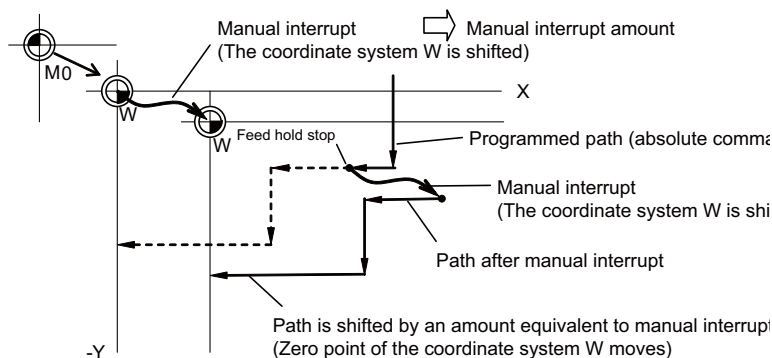 Manual interrupt
(The coordinate system W is shifted)
Manual interrupt amount
M0
X
W
W
Feed hold stop
Programmed path (absolute comma
Manual interrupt
(The coordinate system W is shi
Path after manual interrupt
Path is shifted by an amount equivalent to manual interrupt
(Zero point of the coordinate system W moves)
-Y